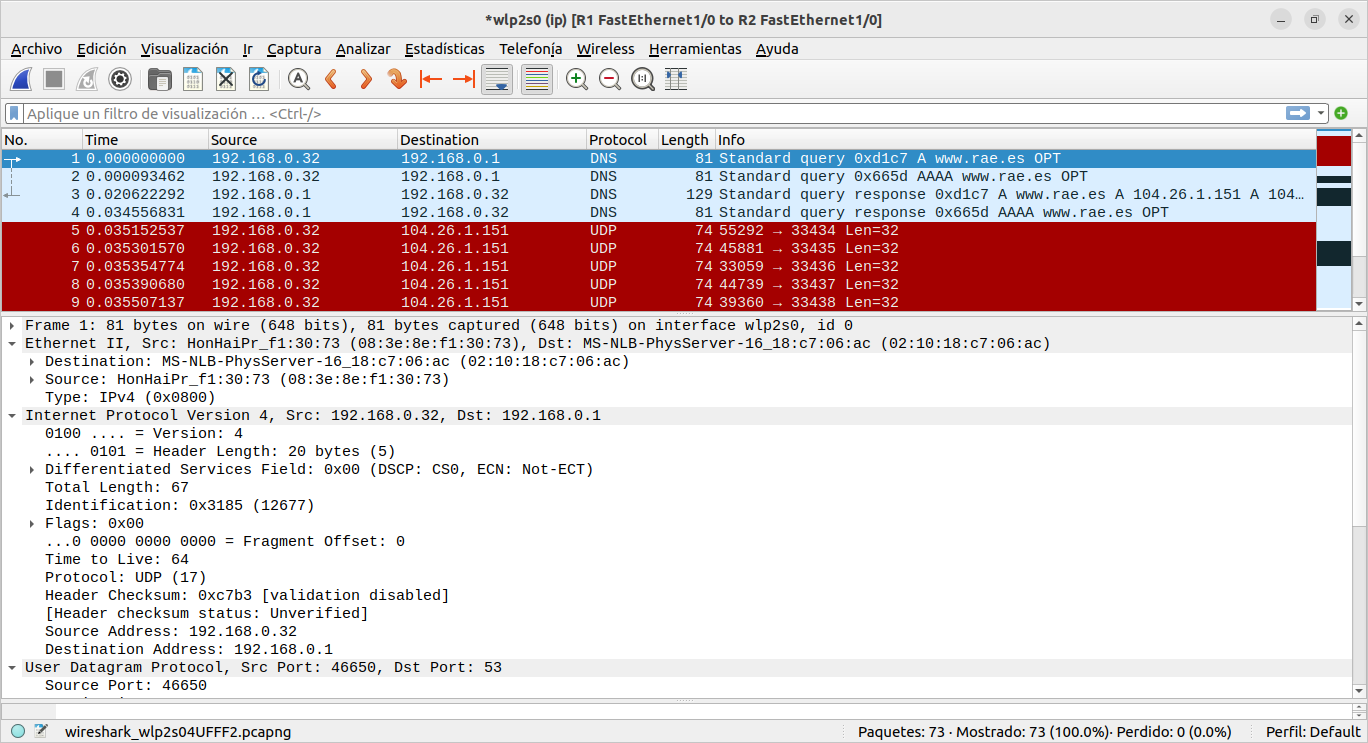 *wlp2s0 (ip) [R1 FastEthernet1/0 to R2 FastEthernet1/0]
Archivo Edición Visualización Ir Captura Analizar Estadísticas Telefonía Wireless Herramientas Ayuda
Aplique un filtro de visualización … <Ctrl-/>
No. Time Source Destination Protocol Length Info
1 0.000000000 192.168.0.32 192.168.0.1 DNS 81 Standard query 0xd1c7 A www.rae.es OPT
2 0.000093462 192.168.0.32 192.168.0.1 DNS 81 Standard query 0x665d AAAA www.rae.es OPT
3 0.020622292 192.168.0.1 192.168.0.32 DNS 129 Standard query response 0xd1c7 A www.rae.es A 104.26.1.151 A 104…
4 0.034556831 192.168.0.1 192.168.0.32 DNS 81 Standard query response 0x665d AAAA www.rae.es OPT
5 0.035152537 192.168.0.32 104.26.1.151 UDP 74 55292 → 33434 Len=32
6 0.035301570 192.168.0.32 104.26.1.151 UDP 74 45881 → 33435 Len=32
7 0.035354774 192.168.0.32 104.26.1.151 UDP 74 33059 → 33436 Len=32
8 0.035390680 192.168.0.32 104.26.1.151 UDP 74 44739 → 33437 Len=32
9 0.035507137 192.168.0.32 104.26.1.151 UDP 74 39360 → 33438 Len=32
Frame 1: 81 bytes on wire (648 bits), 81 bytes captured (648 bits) on interface wlp2s0, id 0
Ethernet II, Src: HonHaiPr_f1:30:73 (08:3e:8e:f1:30:73), Dst: MS-NLB-PhysServer-16_18:c7:06:ac (02:10:18:c7:06:ac)
Destination: MS-NLB-PhysServer-16_18:c7:06:ac (02:10:18:c7:06:ac)
Source: HonHaiPr_f1:30:73 (08:3e:8e:f1:30:73)
Type: IPv4 (0x0800)
Internet Protocol Version 4, Src: 192.168.0.32, Dst: 192.168.0.1
0100 .... = Version: 4
.... 0101 = Header Length: 20 bytes (5)
Differentiated Services Field: 0x00 (DSCP: CS0, ECN: Not-ECT)
Total Length: 67
Identification: 0x3185 (12677)
Flags: 0x00
...0 0000 0000 0000 = Fragment Offset: 0
Time to Live: 64
Protocol: UDP (17)
Header Checksum: 0xc7b3 [validation disabled]
[Header checksum status: Unverified]
Source Address: 192.168.0.32
Destination Address: 192.168.0.1
User Datagram Protocol, Src Port: 46650, Dst Port: 53
Source Port: 46650
wireshark_wlp2s04UFFF2.pcapng Paquetes: 73 · Mostrado: 73 (100.0%)· Perdido: 0 (0.0%) Perfil: Default